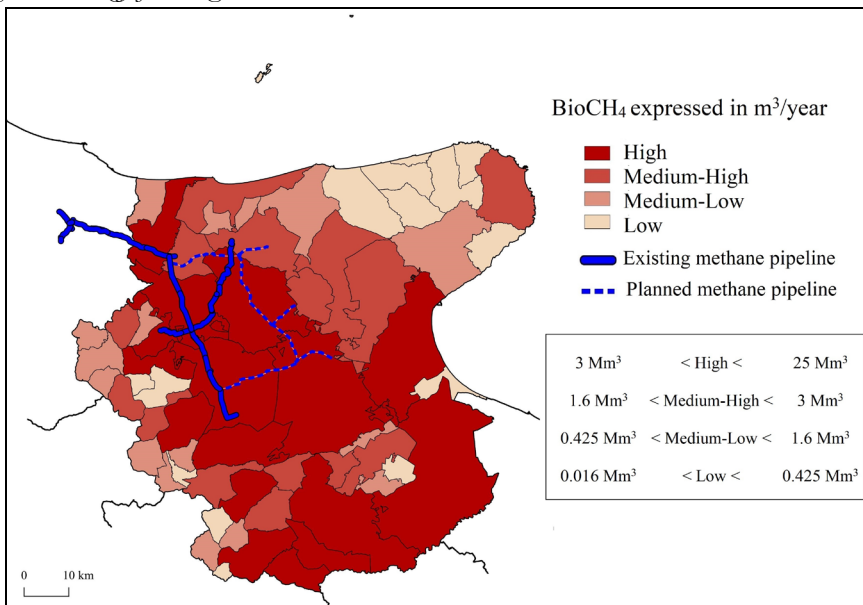 BioCH₄ expressed in m³/year
High
Medium-High
Medium-Low
Low
Existing methane pipeline
Planned methane pipeline
3 Mm³ < High < 25 Mm³
1.6 Mm³ < Medium-High < 3 Mm³
0.425 Mm³ < Medium-Low < 1.6 Mm³
0.016 Mm³ < Low < 0.425 Mm³
0 10 km